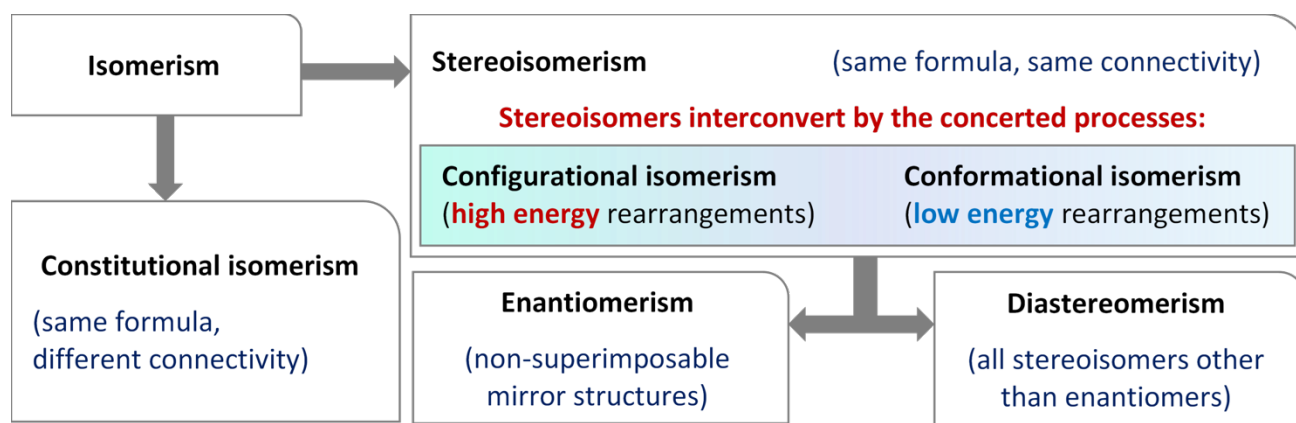 Isomerism
Stereoisomerism (same formula, same connectivity)
Stereoisomers interconvert by the concerted processes:
Configurational isomerism
(high energy rearrangements)
Conformational isomerism
(low energy rearrangements)
Constitutional isomerism
(same formula,
different connectivity)
Enantiomerism
(non-superimposable
mirror structures)
Diastereomerism
(all stereoisomers other
than enantiomers)